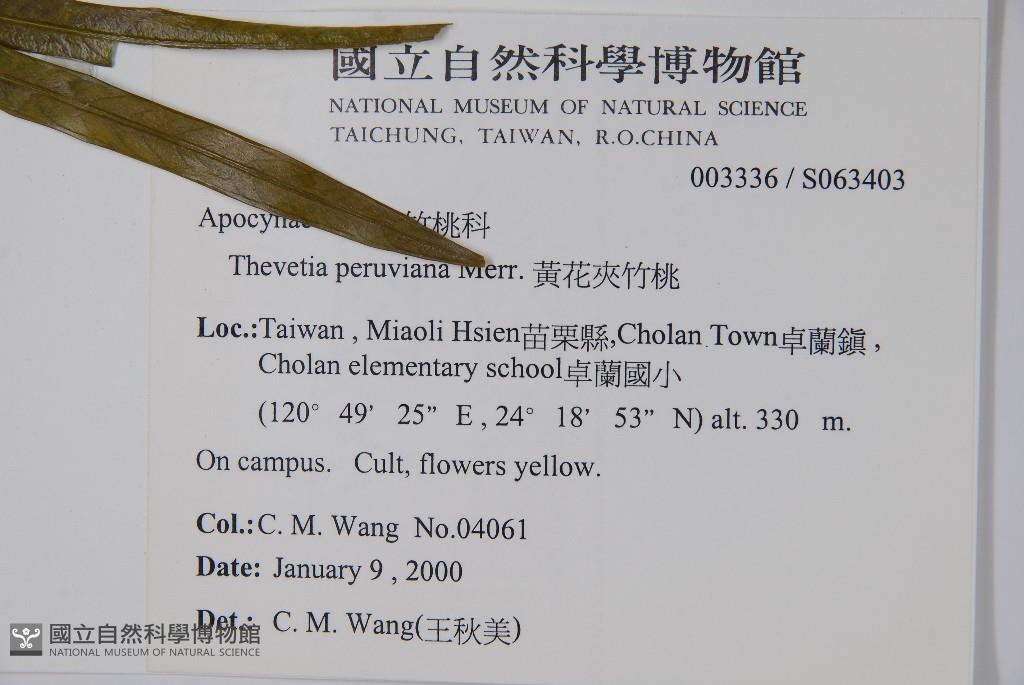 國立自然科學博物館
NATIONAL MUSEUM OF NATURAL SCIENCE
TAICHUNG, TAIWAN, R.O.CHINA
003336 / S063403
竹桃科
Thevetia peruviana Merr. 黃花夾竹桃
Loc.:Taiwan , Miaoli Hsien苗栗縣,Cholan Town卓蘭鎮 ,
Cholan elementary school卓蘭國小
(120° 49’ 25” E , 24° 18’ 53” N) alt. 330 m.
On campus. Cult, flowers yellow.
Col.:C. M. Wang No.04061
Date: January 9 , 2000
Det.: C. M. Wang(王秋美)
國立自然科學博物館
NATIONAL MUSEUM OF NATURAL SCIENCE